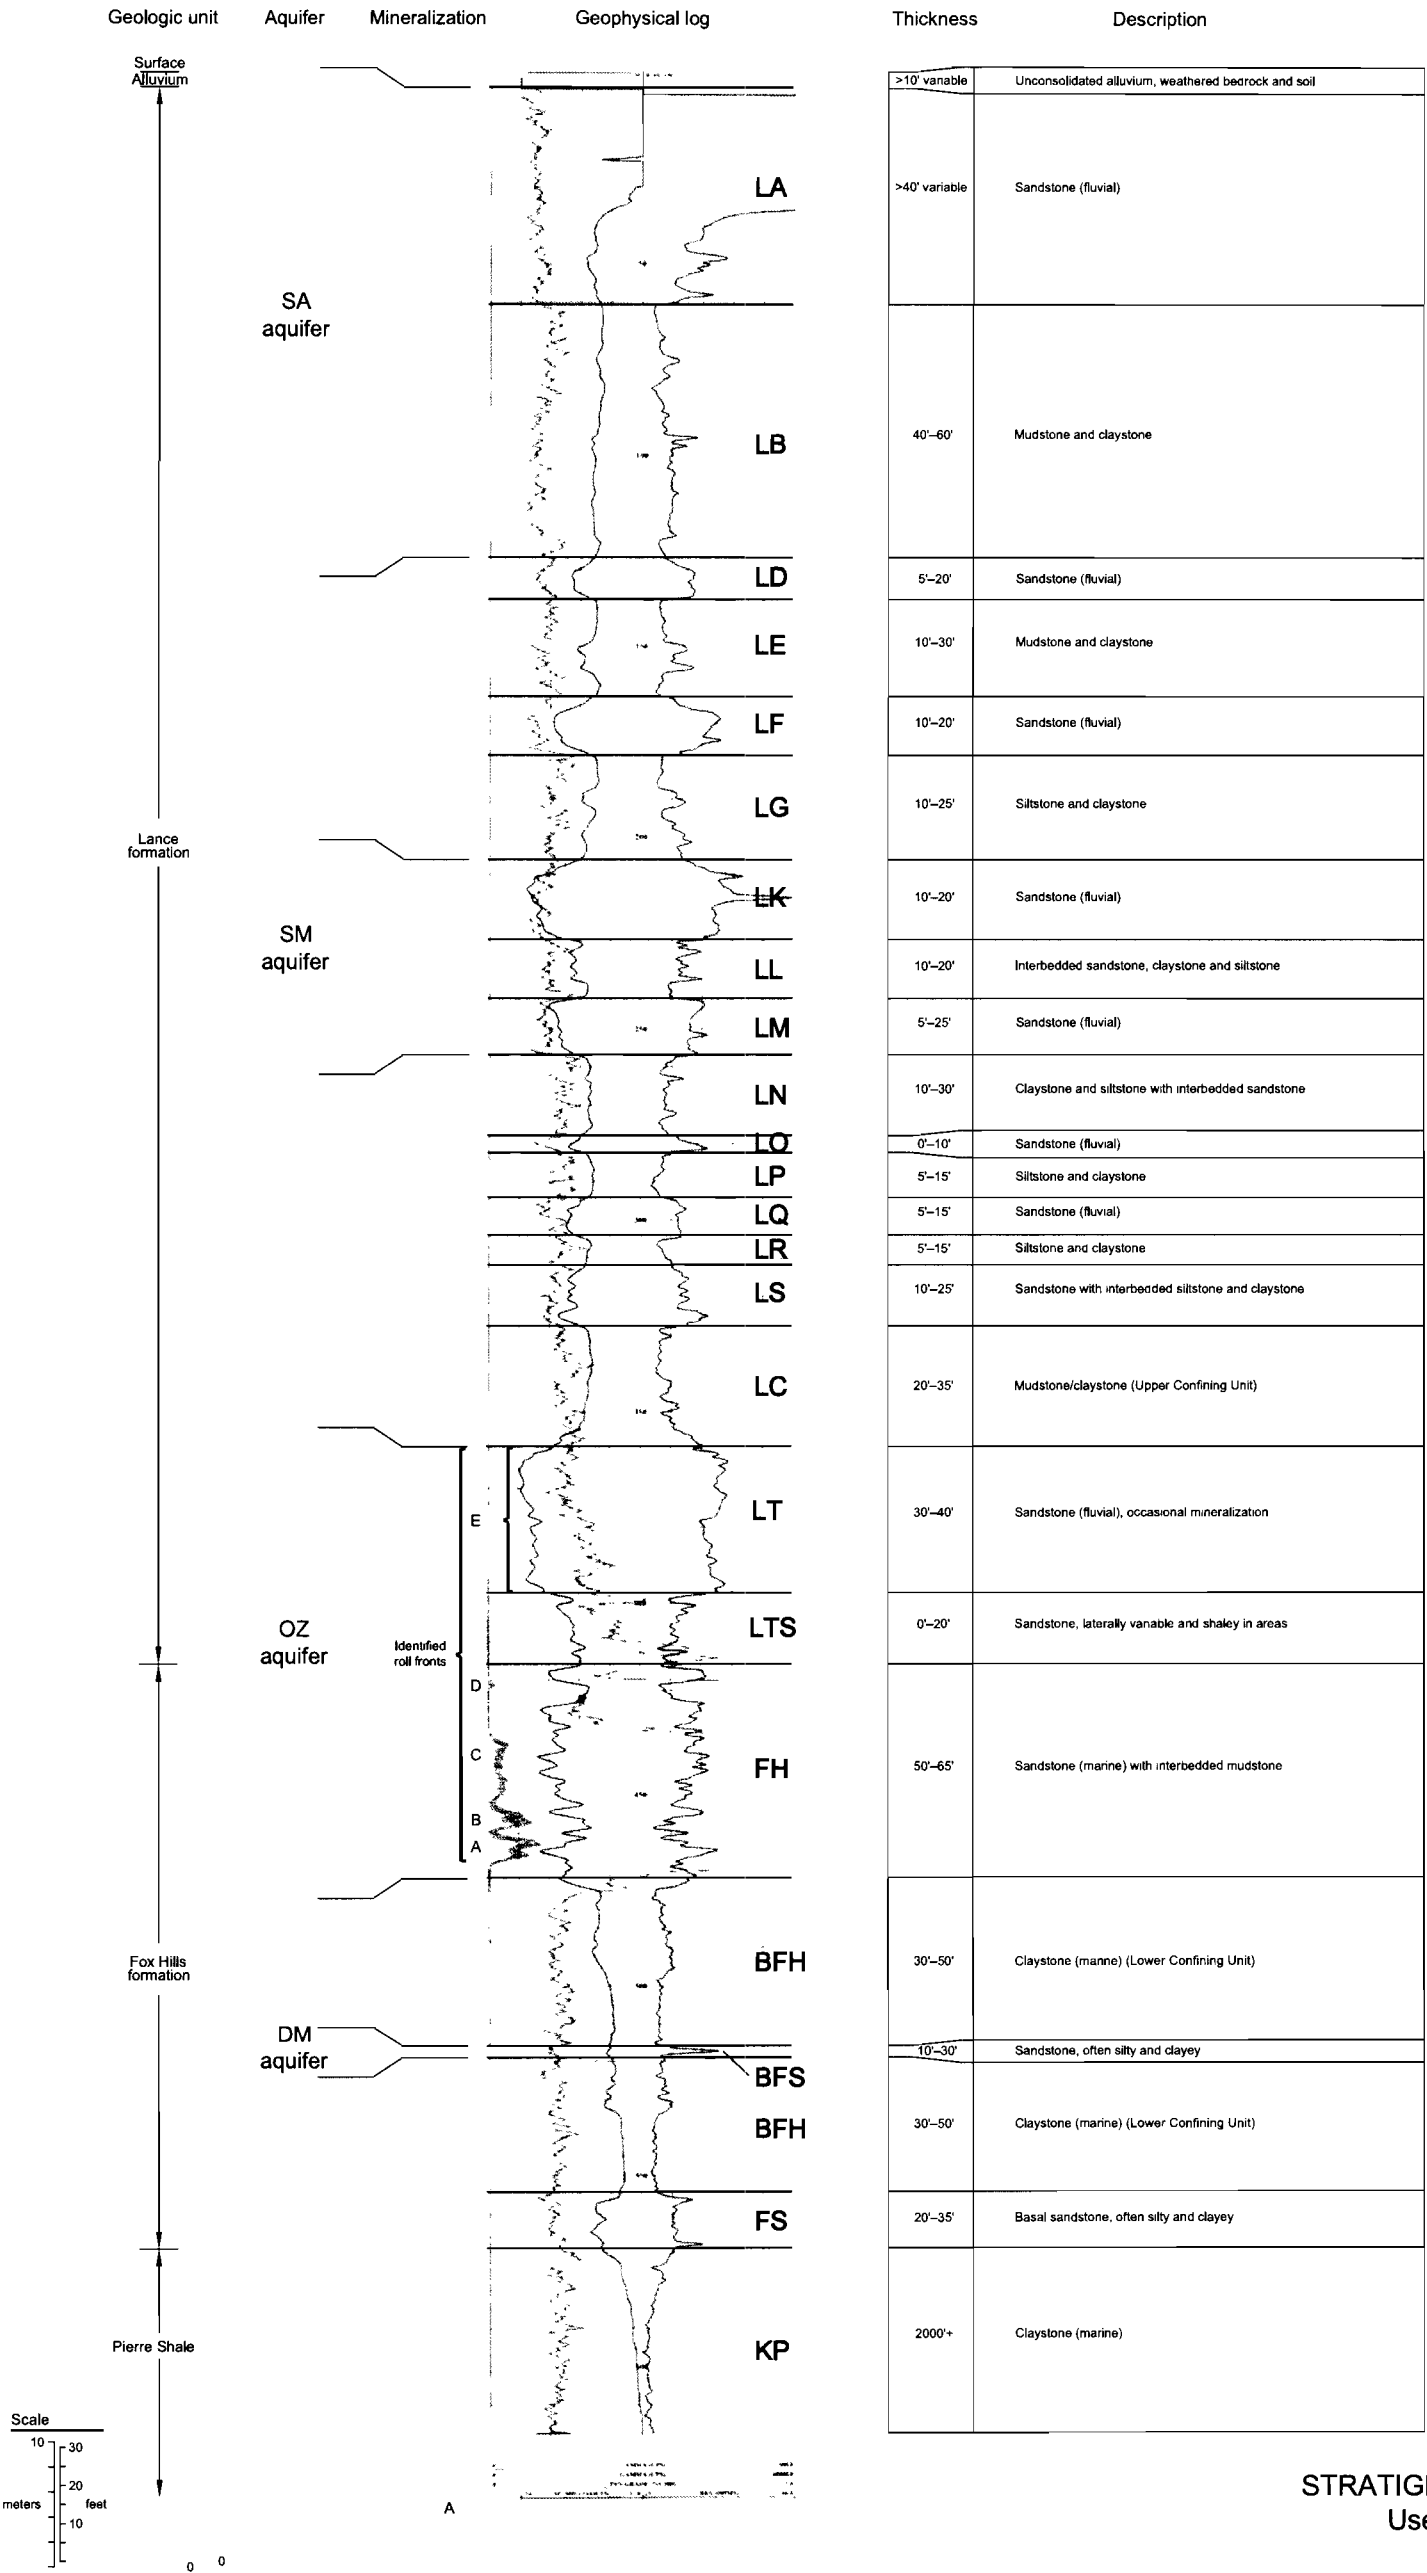 Geologic unit Aquifer Mineralization Geophysical log Thickness Description
Surface
Alluvium
>10' variable Unconsolidated alluvium, weathered bedrock and soil
LA >40' variable Sandstone (fluvial)
SA
aquifer
LB 40'–60' Mudstone and claystone
LD 5'–20' Sandstone (fluvial)
LE 10'–30' Mudstone and claystone
LF 10'–20' Sandstone (fluvial)
LG 10'–25' Siltstone and claystone
Lance
formation
LK 10'–20' Sandstone (fluvial)
SM
aquifer
LL 10'–20' Interbedded sandstone, claystone and siltstone
LM 5'–25' Sandstone (fluvial)
LN 10'–30' Claystone and siltstone with interbedded sandstone
LO 0'–10' Sandstone (fluvial)
LP 5'–15' Siltstone and claystone
LQ 5'–15' Sandstone (fluvial)
LR 5'–15' Siltstone and claystone
LS 10'–25' Sandstone with interbedded siltstone and claystone
LC 20'–35' Mudstone/claystone (Upper Confining Unit)
E LT 30'–40' Sandstone (fluvial), occasional mineralization
OZ
aquifer
Identified
roll fronts
LTS 0'–20' Sandstone, laterally variable and shaley in areas
D
C
FH 50'–65' Sandstone (marine) with interbedded mudstone
B
A
Fox Hills
formation
BFH 30'–50' Claystone (marine) (Lower Confining Unit)
DM
aquifer
BFS 10'–30' Sandstone, often silty and clayey
BFH 30'–50' Claystone (marine) (Lower Confining Unit)
FS 20'–35' Basal sandstone, often silty and clayey
Pierre Shale
KP 2000'+ Claystone (marine)
Scale
10 30
20
meters feet
10
0 0
A
STRATIG
Use